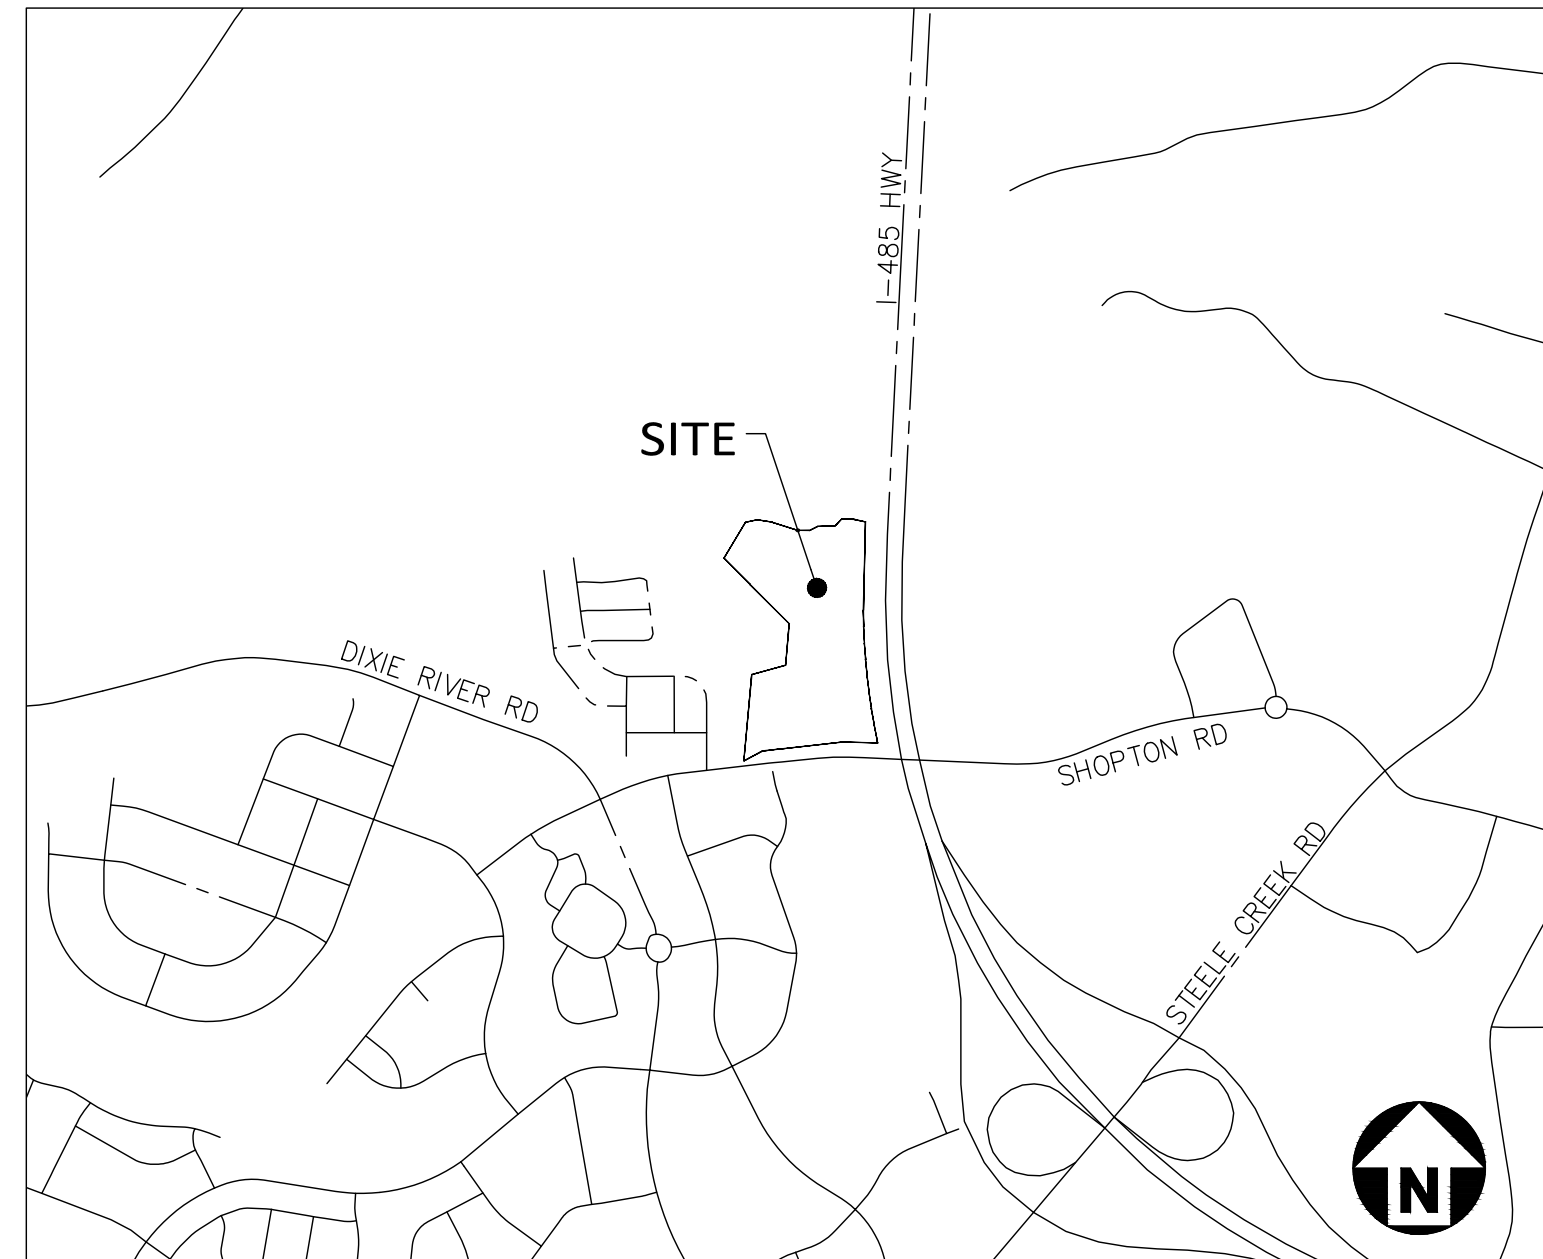 I-485 HWY
SITE
DIXIE RIVER RD
SHOPTON RD
STEELE CREEK RD
N